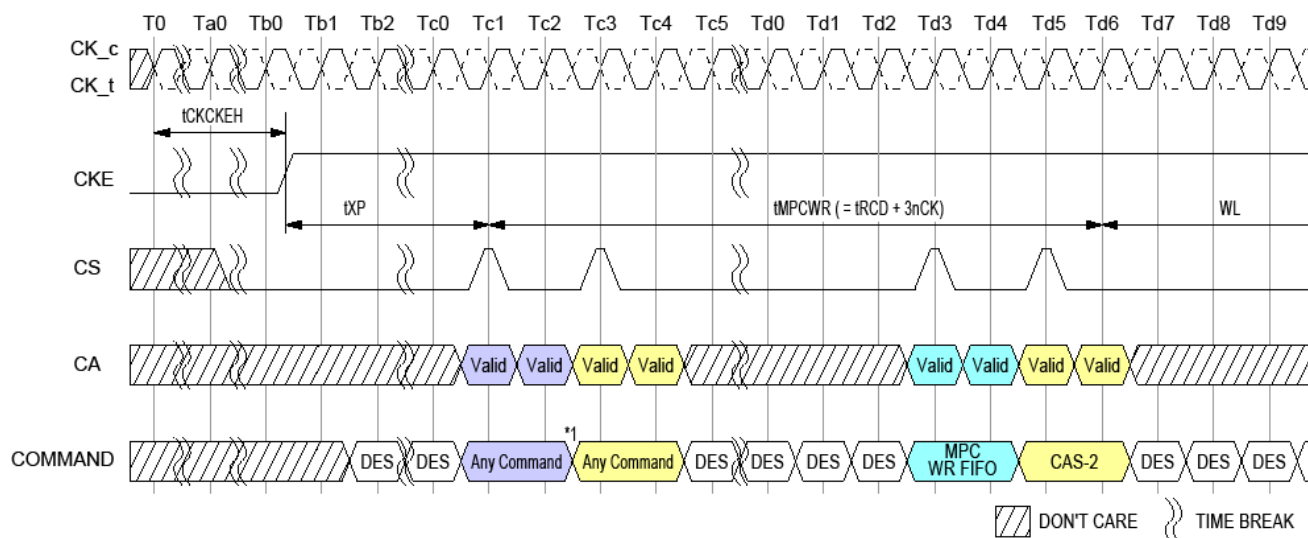 T0 Ta0 Tb0 Tb1 Tb2 Tc0 Tc1 Tc2 Tc3 Tc4 Tc5 Td0 Td1 Td2 Td3 Td4 Td5 Td6 Td7 Td8 Td9
CK_c
CK_t
tCKCKEH
CKE
tXP tMPCWR ( = tRCD + 3nCK) WL
CS
CA Valid Valid Valid Valid Valid Valid Valid Valid
*1
COMMAND DES DES Any Command Any Command DES DES DES DES MPC WR FIFO CAS-2 DES DES DES
DON'T CARE TIME BREAK